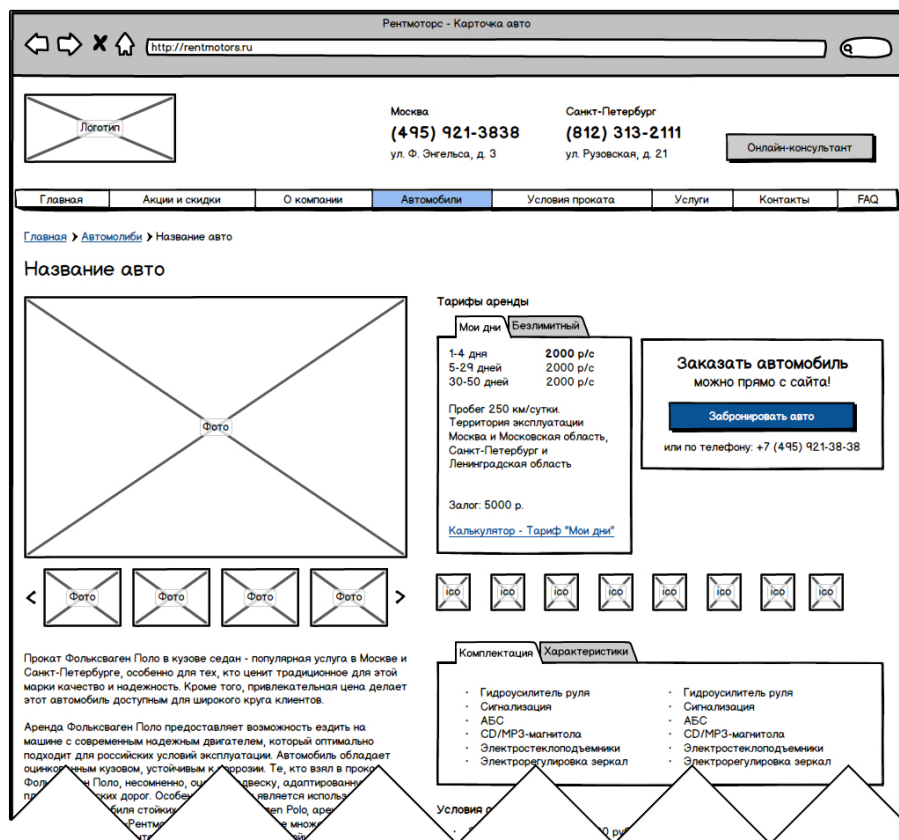 Рентмоторс - Карточка авто
http://rentmotors.ru
Логотип
Москва
(495) 921-3838
ул. Ф. Энгельса, д. 3
Санкт-Петербург
(812) 313-2111
ул. Рузовская, д. 21
Онлайн-консультант
Главная Акции и скидки О компании Автомобили Условия проката Услуги Контакты FAQ
Главная > Автомолиби > Название авто
Название авто
Фото
Фото Фото Фото Фото
Прокат Фольксваген Поло в кузове седан - популярная услуга в Москве и
Санкт-Петербурге, особенно для тех, кто ценит традиционное для этой
марки качество и надежность. Кроме того, привлекательная цена делает
этот автомобиль доступным для широкого круга клиентов.
Аренда Фольксваген Поло предоставляет возможность ездить на
машине с современным надежным двигателем, который оптимально
подходит для российских условий эксплуатации. Автомобиль обладает
кузовом, устойчивым к Те, кто взял в
Поло, несомненно,
дорог. является
стойких Polo,
Тарифы аренды
Мои дни Безлимитный
1-4 дня 2000 р/с
5-29 дней 2000 р/с
30-50 дней 2000 р/с
Пробег 250 км/сутки.
Территория эксплуатации
Москва и Московская область,
Санкт-Петербург и
Ленинградская область
Залог: 5000 р.
Калькулятор - Тариф "Мои дни"
Заказать автомобиль
можно прямо с сайта!
Забронировать авто
или по телефону: +7 (495) 921-38-38
ico ico ico ico ico ico ico ico
Комплектация Характеристики
· Гидроусилитель руля
· Сигнализация
· АБС
· CD/MP3-магнитола
· Электростеклоподъемники
· Электрорегулировка зеркал
· Гидроусилитель руля
· Сигнализация
· АБС
· CD/MP3-магнитола
· Электростеклоподъемники
· Электрорегулировка зеркал
Условия